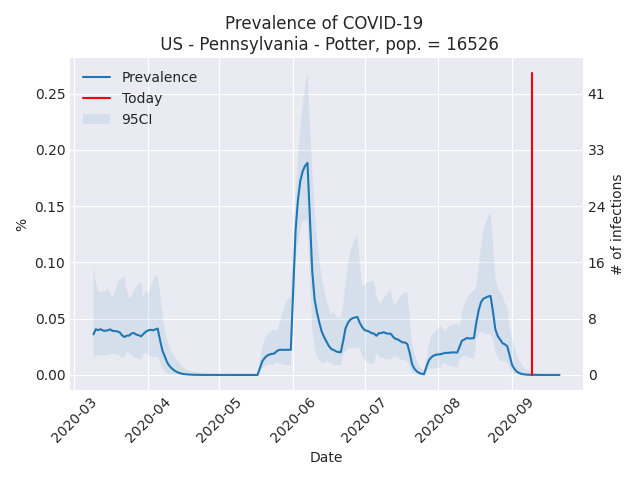 Prevalence of COVID-19
US - Pennsylvania - Potter, pop. = 16526
Prevalence
Today
95CI
0.25
0.20
0.15
0.10
0.05
0.00
%
41
33
24
16
8
0
# of infections
2020-03
2020-04
2020-05
2020-06
2020-07
2020-08
2020-09
Date